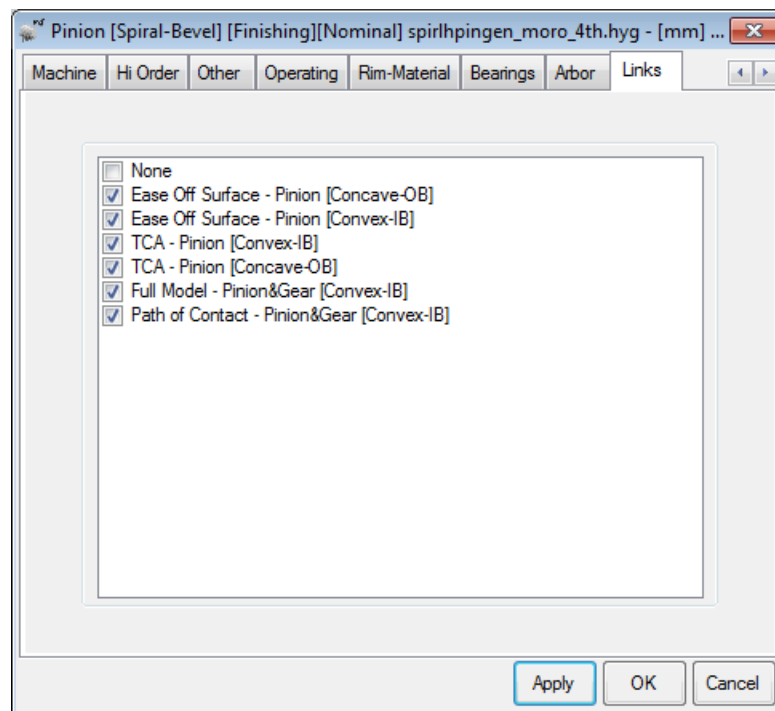 Pinion [Spiral-Bevel] [Finishing][Nominal] spirlhpingen_moro_4th.hyg - [mm] ...
Machine Hi Order Other Operating Rim-Material Bearings Arbor Links
None
Ease Off Surface - Pinion [Concave-OB]
Ease Off Surface - Pinion [Convex-IB]
TCA - Pinion [Convex-IB]
TCA - Pinion [Concave-OB]
Full Model - Pinion&Gear [Convex-IB]
Path of Contact - Pinion&Gear [Convex-IB]
Apply OK Cancel